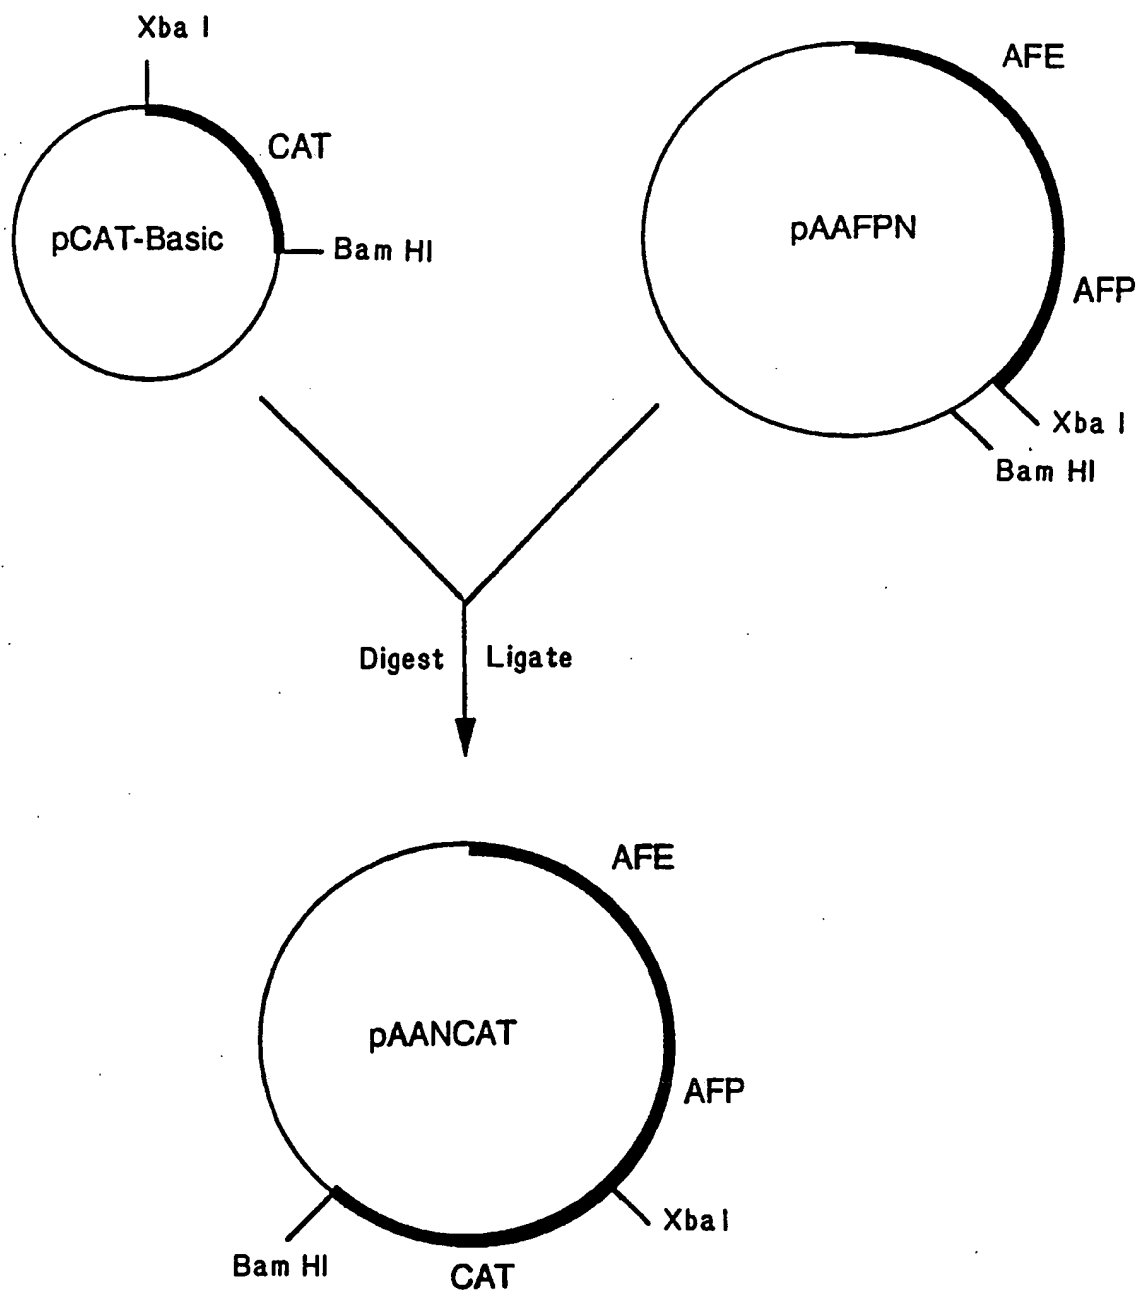 Xba I
CAT
pCAT-Basic
Bam HI
AFE
pAAFPN
AFP
Xba I
Bam HI
Digest
Ligate
AFE
pAANCAT
AFP
XbaI
Bam HI
CAT